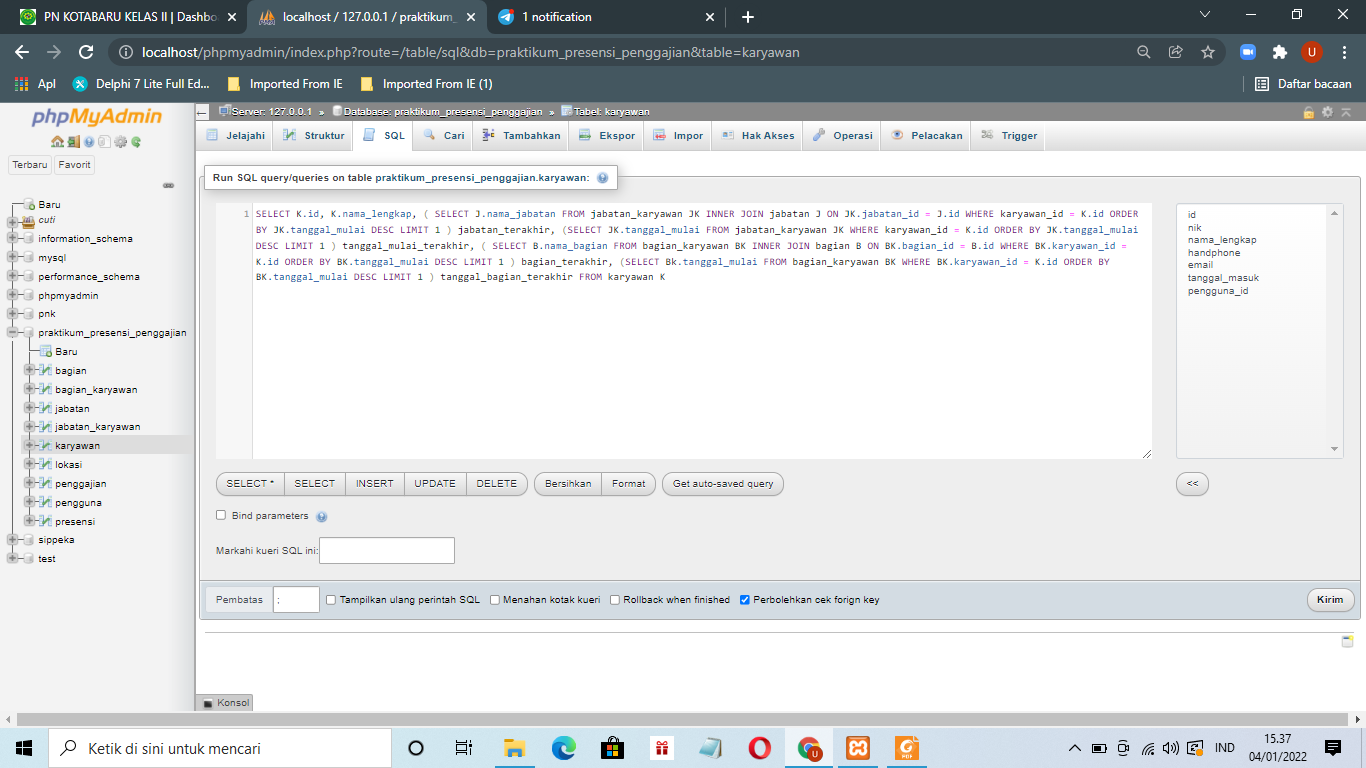 PN KOTABARU KELAS II | Dashbo
localhost / 127.0.0.1 / praktikum_
1 notification
localhost/phpmyadmin/index.php?route=/table/sql&db=praktikum_presensi_penggajian&table=karyawan
U
Apl
Delphi 7 Lite Full Ed...
Imported From IE
Imported From IE (1)
Daftar bacaan
phpMyAdmin
Terbaru
Favorit
Baru
cuti
information_schema
mysql
performance_schema
phpmyadmin
pnk
praktikum_presensi_penggajian
Baru
bagian
bagian_karyawan
jabatan
jabatan_karyawan
karyawan
lokasi
penggajian
pengguna
presensi
sippeka
test
Server: 127.0.0.1 » Database: praktikum_presensi_penggajian » Tabel: karyawan
Jelajahi
Struktur
SQL
Cari
Tambahkan
Ekspor
Impor
Hak Akses
Operasi
Pelacakan
Trigger
Run SQL query/queries on table praktikum_presensi_penggajian.karyawan:
1 SELECT K.id, K.nama_lengkap, ( SELECT J.nama_jabatan FROM jabatan_karyawan JK INNER JOIN jabatan J ON JK.jabatan_id = J.id WHERE karyawan_id = K.id ORDER
BY JK.tanggal_mulai DESC LIMIT 1 ) jabatan_terakhir, (SELECT JK.tanggal_mulai FROM jabatan_karyawan JK WHERE karyawan_id = K.id ORDER BY JK.tanggal_mulai
DESC LIMIT 1 ) tanggal_mulai_terakhir, ( SELECT B.nama_bagian FROM bagian_karyawan BK INNER JOIN bagian B ON BK.bagian_id = B.id WHERE BK.karyawan_id =
K.id ORDER BY BK.tanggal_mulai DESC LIMIT 1 ) bagian_terakhir, (SELECT Bk.tanggal_mulai FROM bagian_karyawan BK WHERE BK.karyawan_id = K.id ORDER BY
BK.tanggal_mulai DESC LIMIT 1 ) tanggal_bagian_terakhir FROM karyawan K
id
nik
nama_lengkap
handphone
email
tanggal_masuk
pengguna_id
SELECT *
SELECT
INSERT
UPDATE
DELETE
Bersihkan
Format
Get auto-saved query
<<
Bind parameters
Markahi kueri SQL ini:
Pembatas
;
Tampilkan ulang perintah SQL
Menahan kotak kueri
Rollback when finished
Perbolehkan cek forign key
Kirim
Konsol
Ketik di sini untuk mencari
U
PDF
IND
15.37
04/01/2022